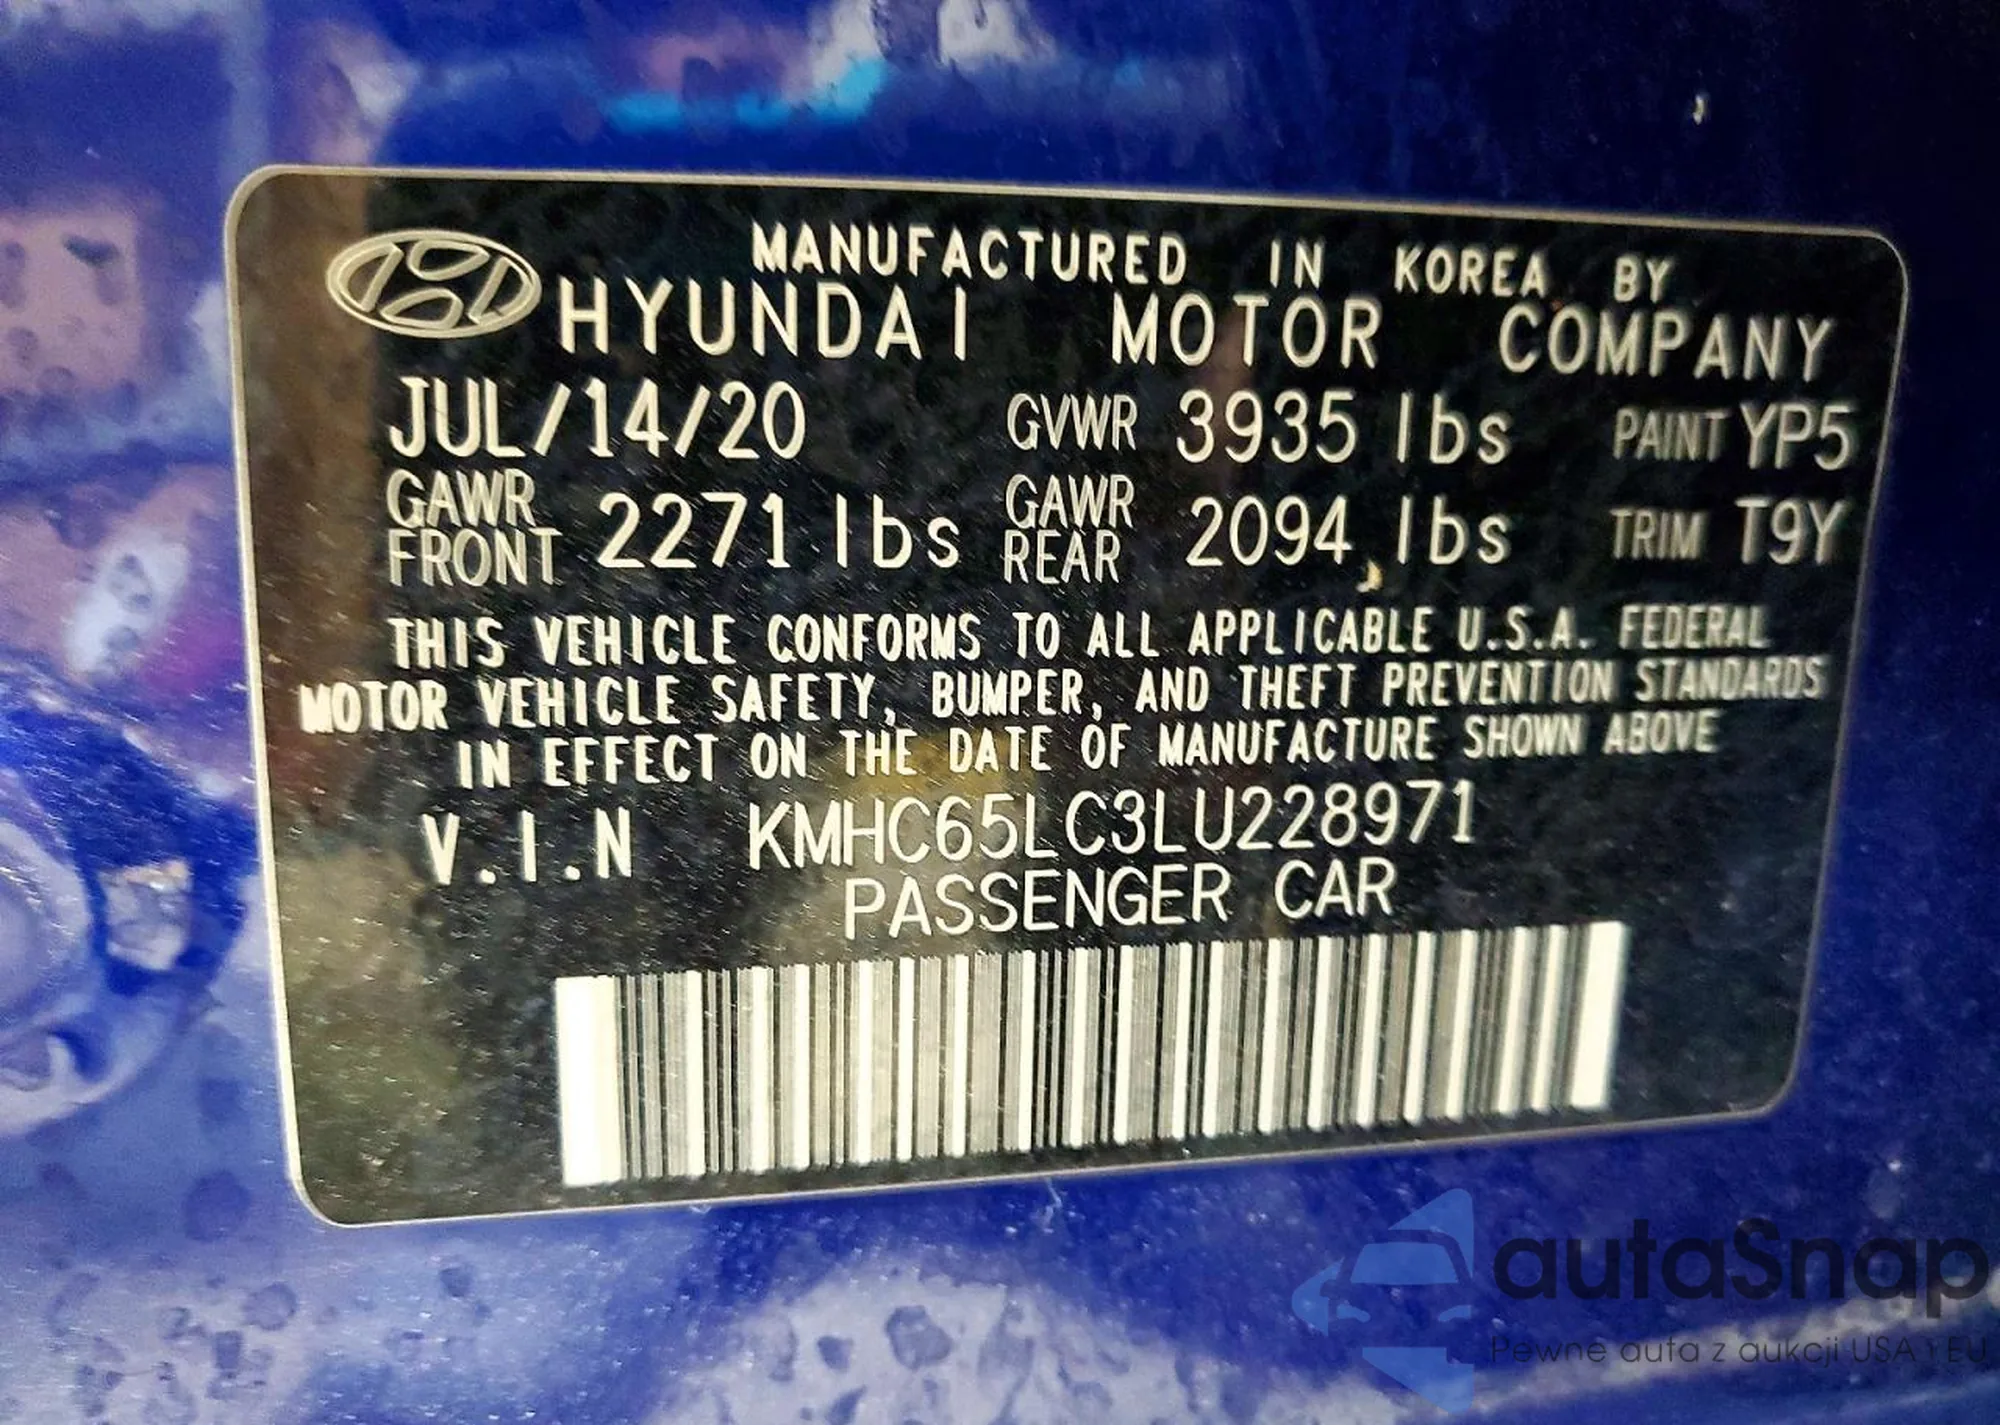 MANUFACTURED IN KOREA BY
HYUNDAI MOTOR COMPANY
JUL/14/20 GVWR 3935 lbs PAINT YP5
GAWR FRONT 2271 lbs GAWR REAR 2094 lbs TRIM T9Y
THIS VEHICLE CONFORMS TO ALL APPLICABLE U.S.A. FEDERAL
MOTOR VEHICLE SAFETY, BUMPER, AND THEFT PREVENTION STANDARDS
IN EFFECT ON THE DATE OF MANUFACTURE SHOWN ABOVE
V.I.N KMHC65LC3LU228971
PASSENGER CAR
autaSnap
Pewne auta z aukcji USA i EU